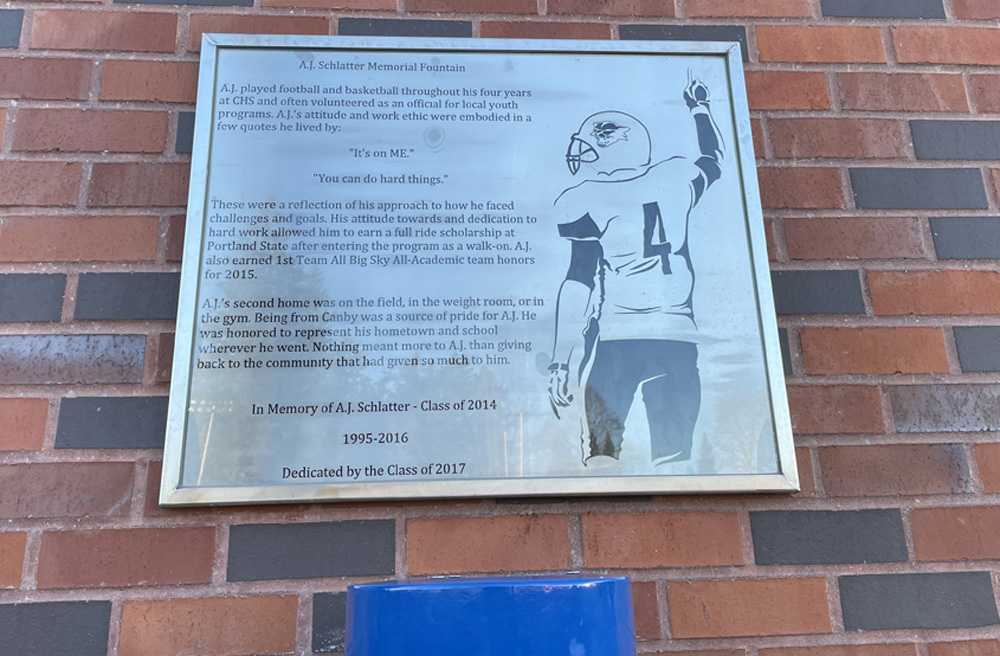 A.J. Schlatter Memorial Fountain
A.J. played football and basketball throughout his four years
at CHS and often volunteered as an official for local youth
programs. A.J.'s attitude and work ethic were embodied in a
few quotes he lived by:
"It's on ME."
"You can do hard things."
These were a reflection of his approach to how he faced
challenges and goals. His attitude towards and dedication to
hard work allowed him to earn a full ride scholarship at
Portland State after entering the program as a walk-on. A.J.
also earned 1st Team All Big Sky All-Academic team honors
for 2015.
A.J.'s second home was on the field, in the weight room, or in
the gym. Being from Canby was a source of pride for A.J. He
was honored to represent his hometown and school
wherever he went. Nothing meant more to A.J. than giving
back to the community that had given so much to him.
In Memory of A.J. Schlatter - Class of 2014
1995-2016
Dedicated by the Class of 2017
4